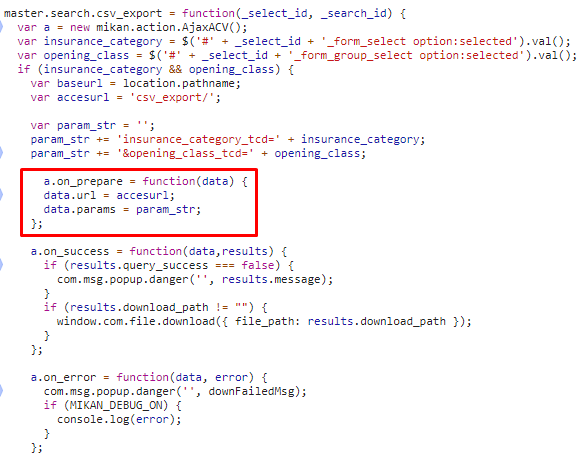 master.search.csv_export = function(_select_id, _search_id) {
  var a = new mikan.action.AjaxACV();
  var insurance_category = $('#' + _select_id + '_form_select option:selected').val();
  var opening_class = $('#' + _select_id + '_form_group_select option:selected').val();
  if (insurance_category && opening_class) {
    var baseurl = location.pathname;
    var accesurl = 'csv_export/';

    var param_str = '';
    param_str += 'insurance_category_tcd=' + insurance_category;
    param_str += '&opening_class_tcd=' + opening_class;

      a.on_prepare = function(data) {
      data.url = accesurl;
      data.params = param_str;
    };

    a.on_success = function(data,results) {
      if (results.query_success === false) {
        com.msg.popup.danger('', results.message);
      }
      if (results.download_path != "") {
        window.com.file.download({ file_path: results.download_path });
      }
    };

    a.on_error = function(data, error) {
      com.msg.popup.danger('', downFailedMsg);
      if (MIKAN_DEBUG_ON) {
        console.log(error);
      }
    };